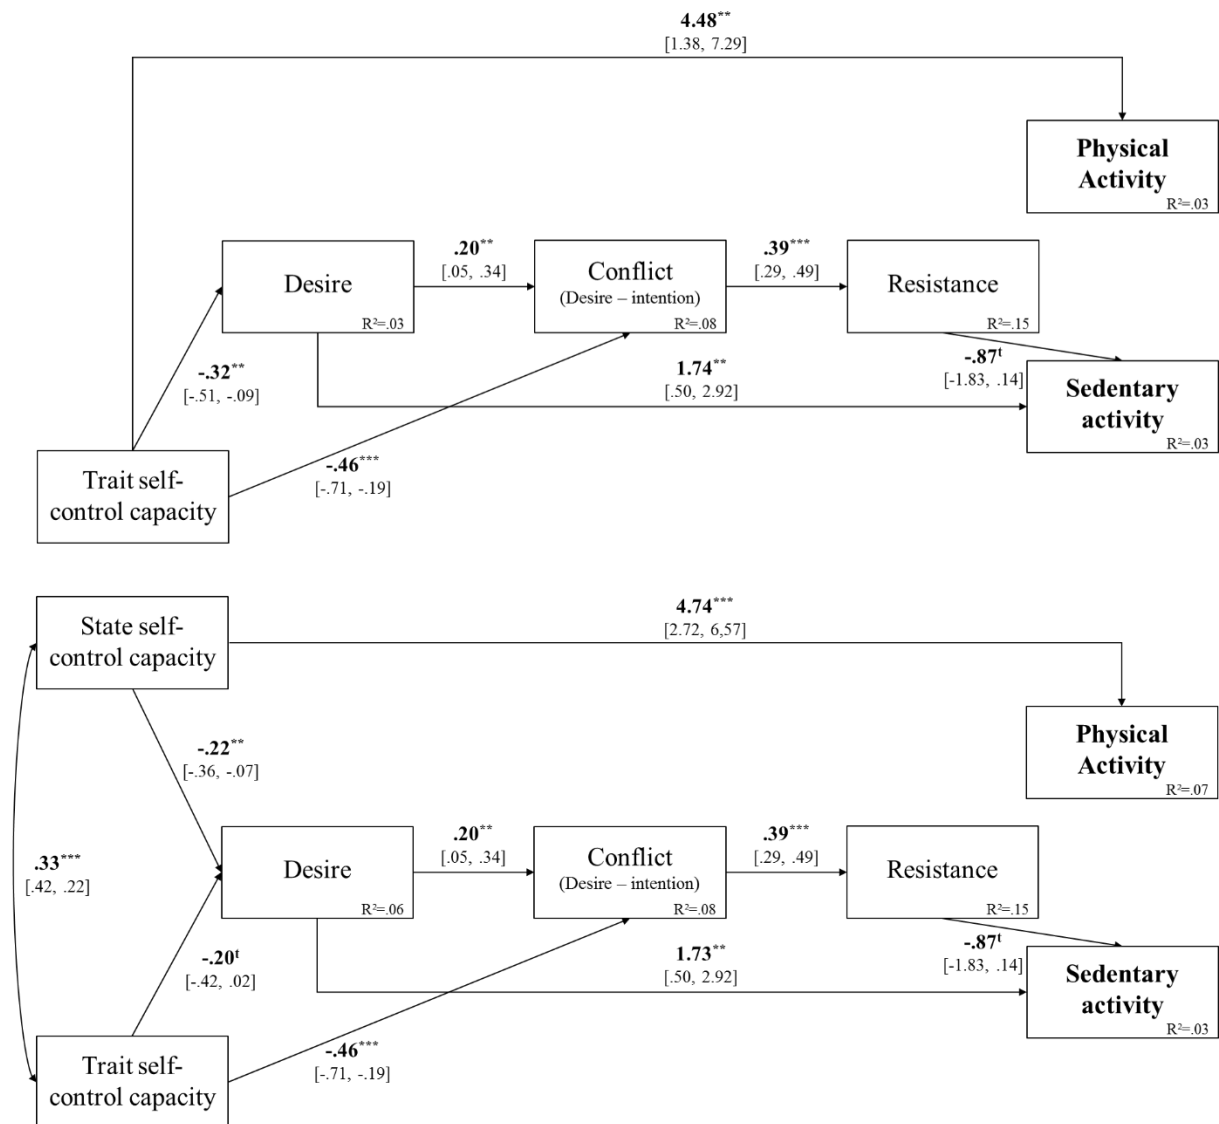 4.48**
[1.38, 7.29]
Physical
Activity
R²=.03
.20**
[.05, .34]
.39***
[.29, .49]
Desire
R²=.03
Conflict
(Desire – intention)
R²=.08
Resistance
R²=.15
-.32**
[-.51, -.09]
1.74**
[.50, 2.92]
-.87ᵗ
[-1.83, .14]
Sedentary
activity
R²=.03
-.46***
[-.71, -.19]
Trait self-
control capacity
State self-
control capacity
4.74***
[2.72, 6,57]
Physical
Activity
R²=.07
-.22**
[-.36, -.07]
.33***
[.42, .22]
.20**
[.05, .34]
.39***
[.29, .49]
Desire
R²=.06
Conflict
(Desire – intention)
R²=.08
Resistance
R²=.15
-.20ᵗ
[-.42, .02]
1.73**
[.50, 2.92]
-.87ᵗ
[-1.83, .14]
Sedentary
activity
R²=.03
-.46***
[-.71, -.19]
Trait self-
control capacity